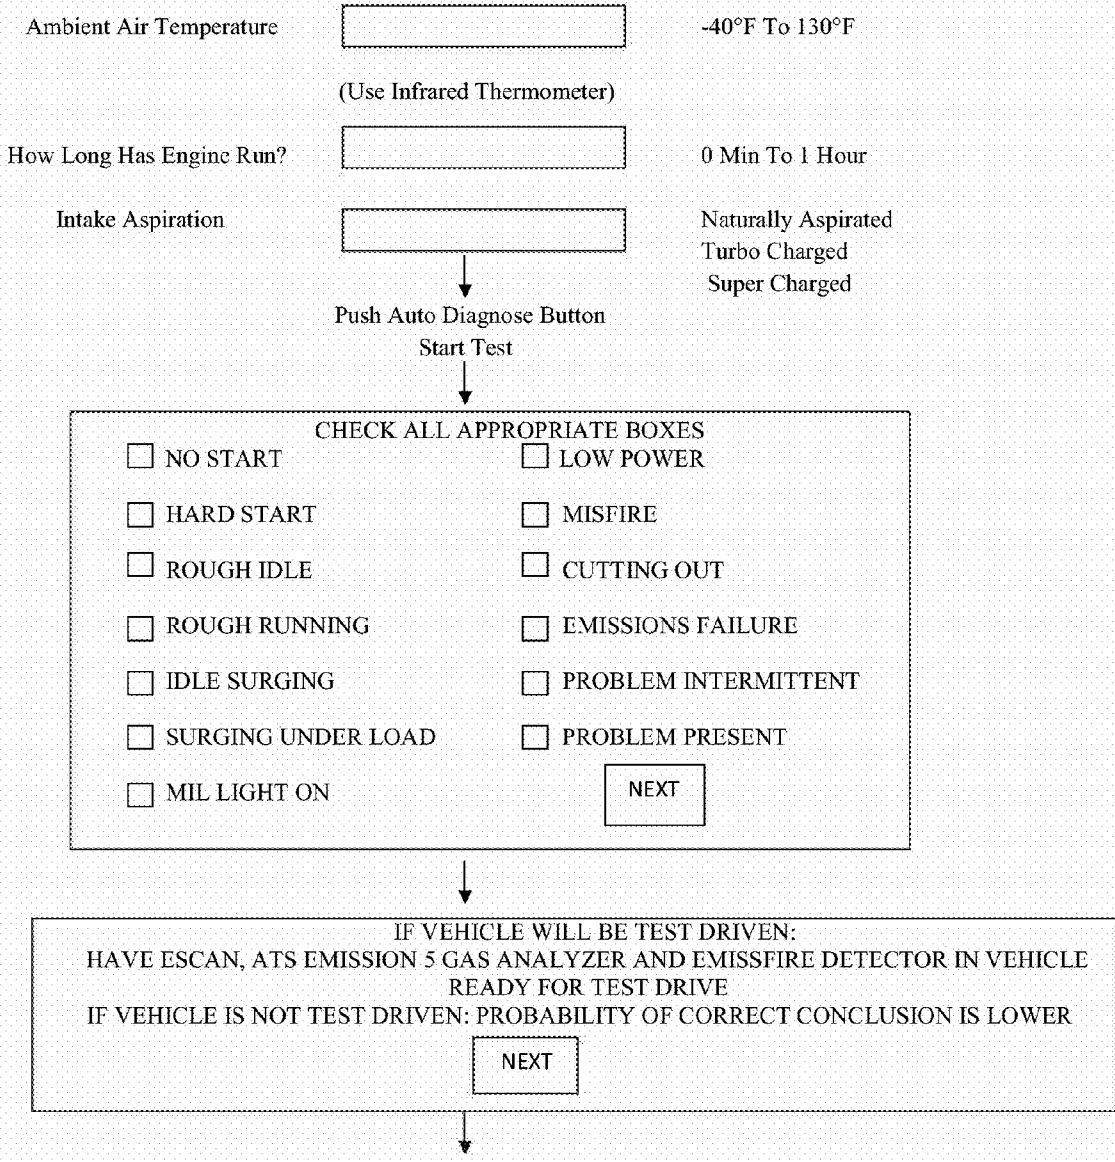 Ambient Air Temperature -40°F To 130°F
(Use Infrared Thermometer)
How Long Has Engine Run? 0 Min To 1 Hour
Intake Aspiration Naturally Aspirated
Turbo Charged
Super Charged
Push Auto Diagnose Button
Start Test
CHECK ALL APPROPRIATE BOXES
NO START LOW POWER
HARD START MISFIRE
ROUGH IDLE CUTTING OUT
ROUGH RUNNING EMISSIONS FAILURE
IDLE SURGING PROBLEM INTERMITTENT
SURGING UNDER LOAD PROBLEM PRESENT
MIL LIGHT ON NEXT
IF VEHICLE WILL BE TEST DRIVEN:
HAVE ESCAN, ATS EMISSION 5 GAS ANALYZER AND EMISSFIRE DETECTOR IN VEHICLE
READY FOR TEST DRIVE
IF VEHICLE IS NOT TEST DRIVEN: PROBABILITY OF CORRECT CONCLUSION IS LOWER
NEXT